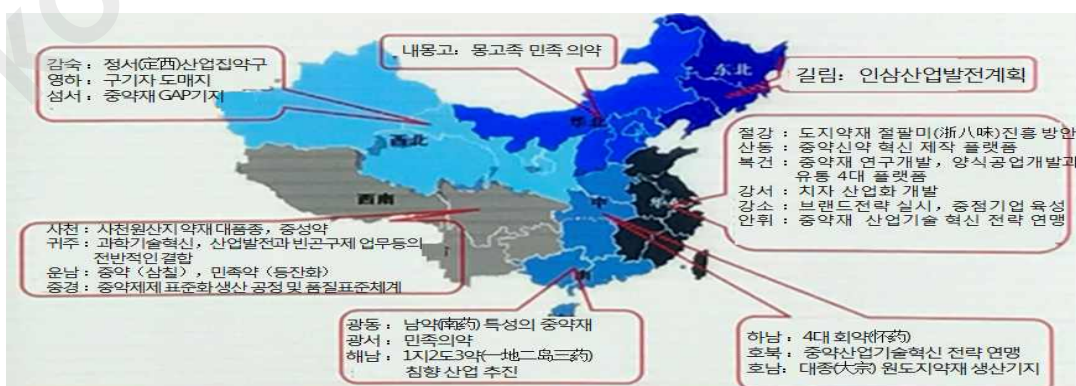 감숙 : 정서(定西)산업집약구
영하 : 구기자 도매지
섬서 : 중약재 GAP기지
내몽고: 몽고족 민족 의약
길림: 인삼산업발전계획
东北
华北
西北
西南
中
华
절강 : 도지약재 절팔미(浙八味)진흥 방안
산동 : 중약신약 혁신 제작 플랫폼
복건 : 중약재 연구개발, 양식공업개발과
유통 4대 플랫폼
강서 : 치자 산업화 개발
강소 : 브랜드전략 실시, 중점기업 육성
안휘 : 중약재 산업기술 혁신 전략 연맹
사천 : 사천원산지 약재 대품종, 중성약
귀주 : 과학기술혁신, 산업발전과 빈곤구제 업무등의
전반적인 결합
운남 : 중약 (삼칠) , 민족약 (등잔화)
중경 : 중약제제 표준화 생산 공정 및 품질표준체계
광동 : 남약(南药) 특성의 중약재
광서 : 민족의약
해남 : 1지2도3약(一地二岛三药)
침향 산업 추진
하남 : 4대 회약(怀药)
호북 : 중약산업기술혁신 전략 연맹
호남 : 대종(大宗) 원도지약재 생산기지